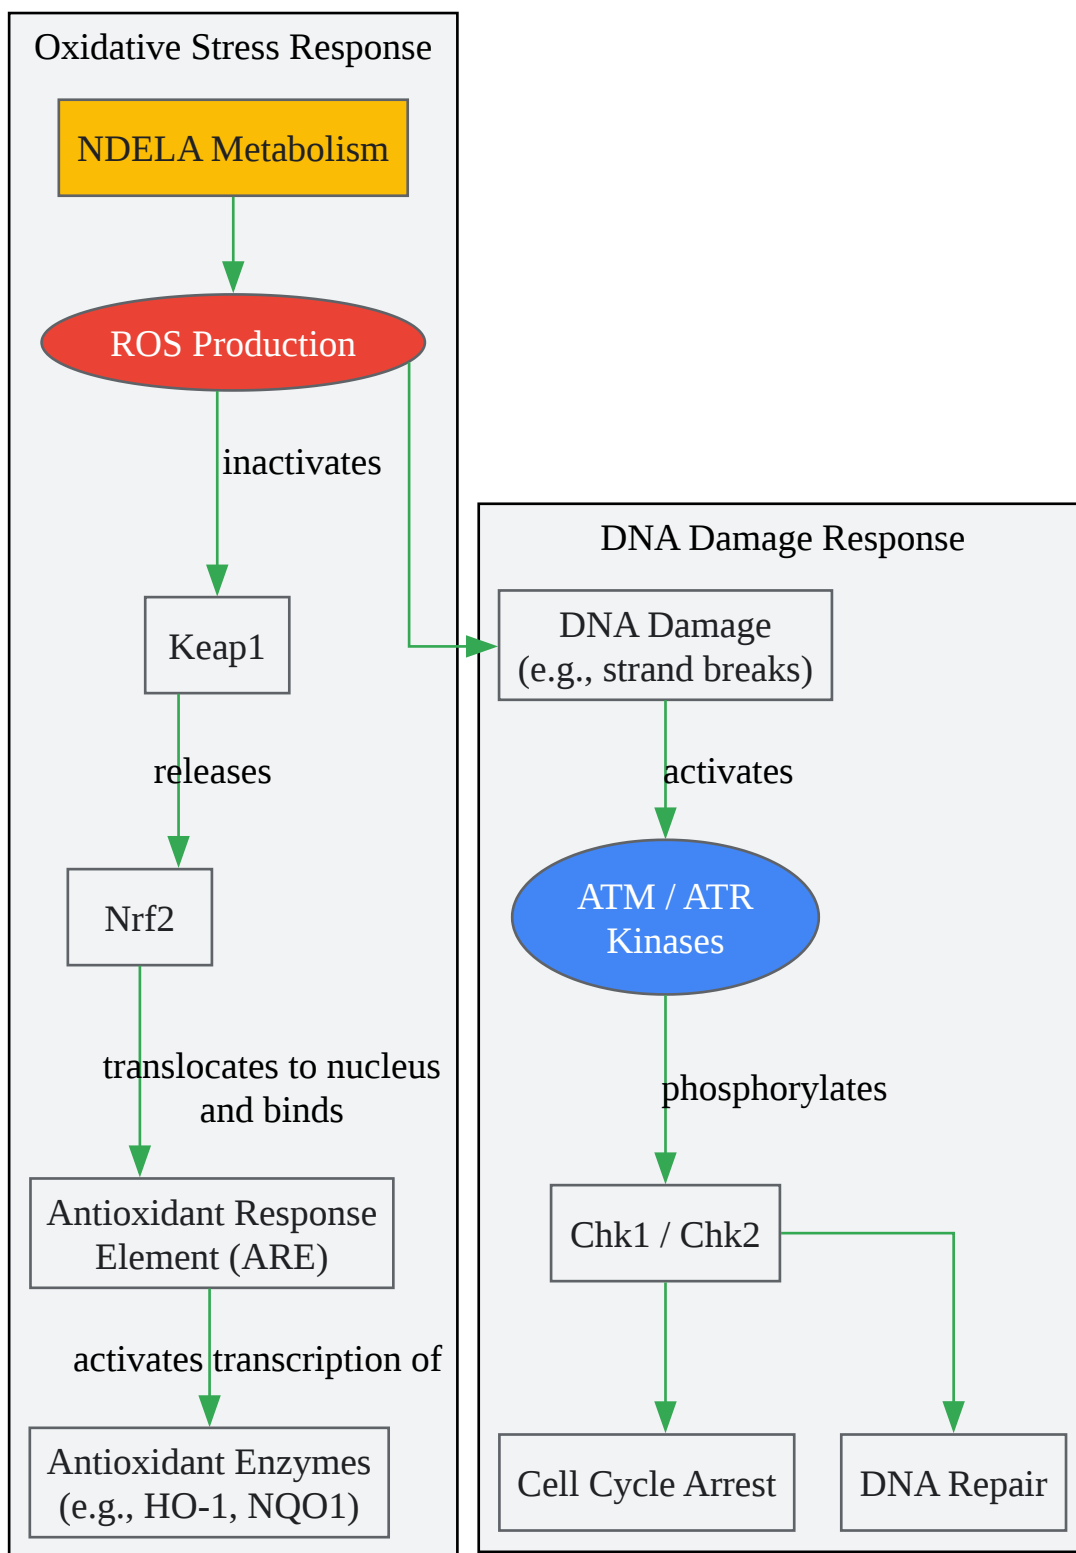 Oxidative Stress Response
NDELA Metabolism
ROS Production
inactivates
Keap1
releases
Nrf2
translocates to nucleus
and binds
Antioxidant Response
Element (ARE)
activates transcription of
Antioxidant Enzymes
(e.g., HO-1, NQO1)
DNA Damage Response
DNA Damage
(e.g., strand breaks)
activates
ATM / ATR
Kinases
phosphorylates
Chk1 / Chk2
Cell Cycle Arrest
DNA Repair